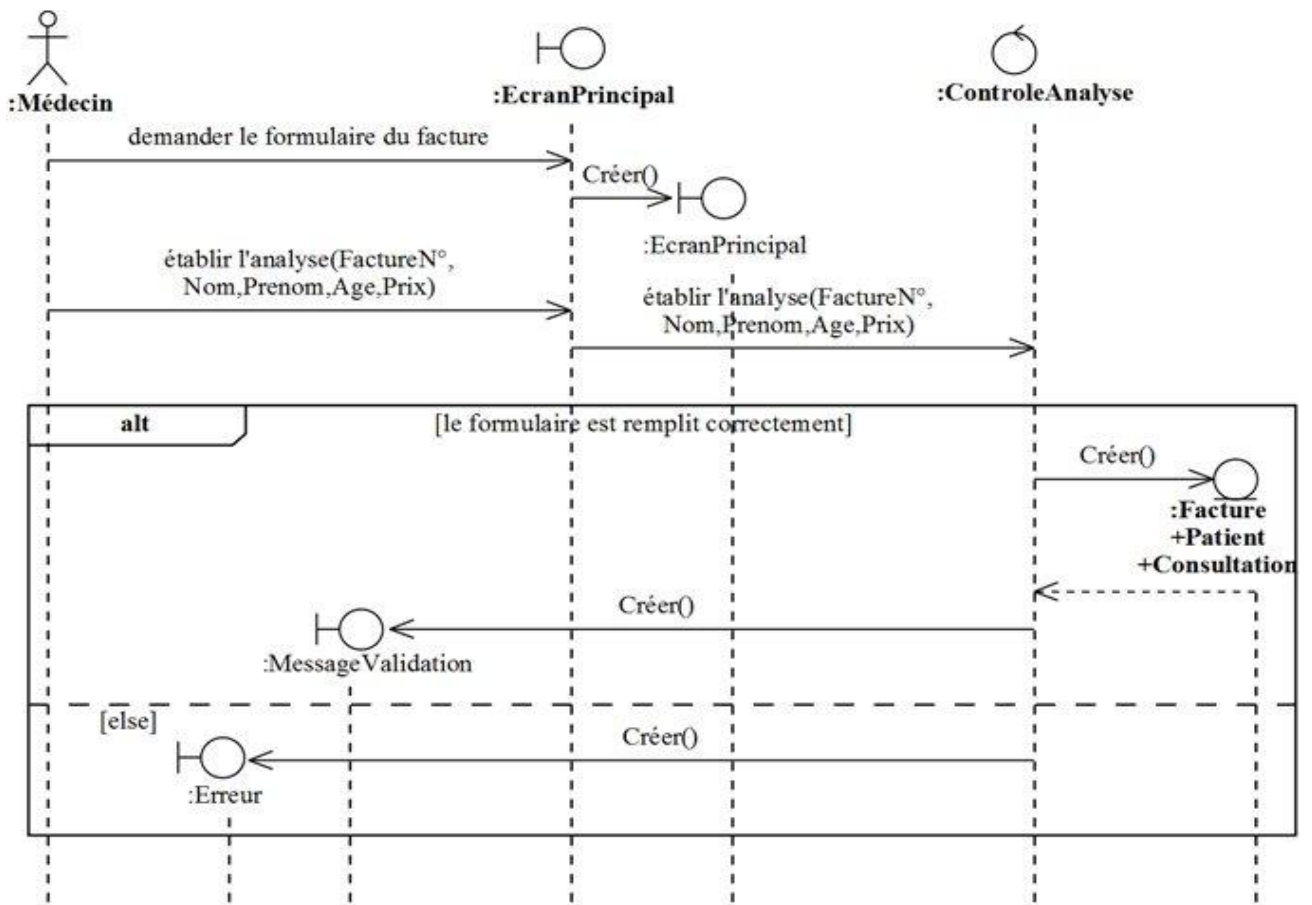 :Médecin
:EcranPrincipal
:ControleAnalyse
demander le formulaire du facture
Créer()
:EcranPrincipal
établir l'analyse(FactureN°,
Nom,Prenom,Age,Prix)
établir l'analyse(FactureN°,
Nom,Prenom,Age,Prix)
alt
[le formulaire est remplit correctement]
Créer()
:Facture
+Patient
+Consultation
Créer()
:MessageValidation
[else]
Créer()
:Erreur